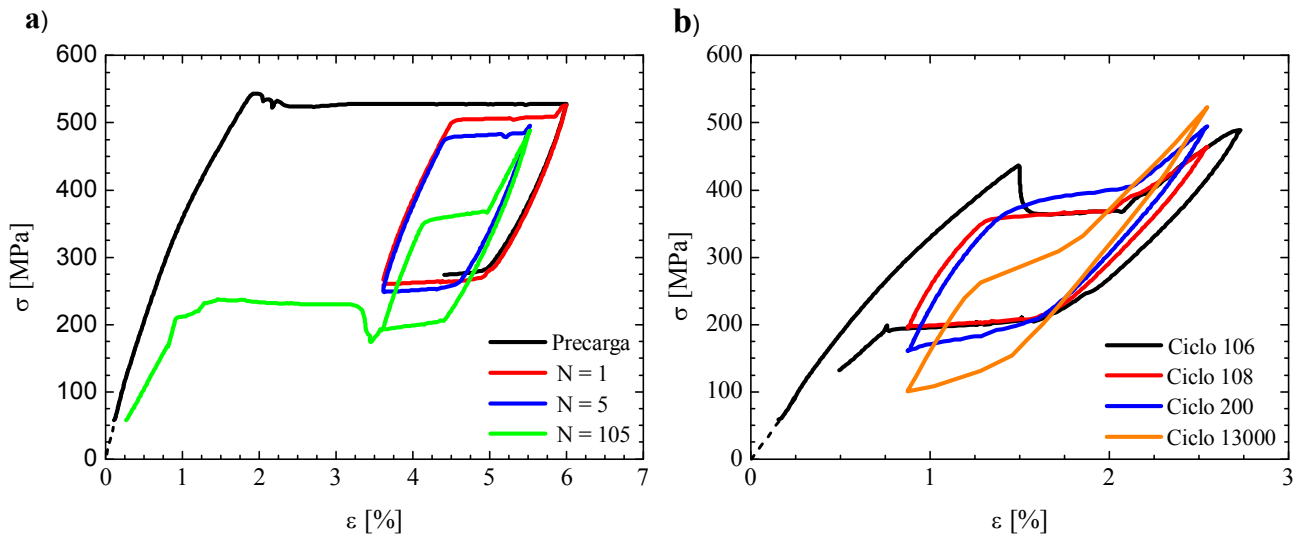 a)
600
500
400
300
200
100
0
σ [MPa]
0 1 2 3 4 5 6 7
ε [%]
Precarga
N = 1
N = 5
N = 105
b)
600
500
400
300
200
100
0
σ [MPa]
0 1 2 3
ε [%]
Ciclo 106
Ciclo 108
Ciclo 200
Ciclo 13000